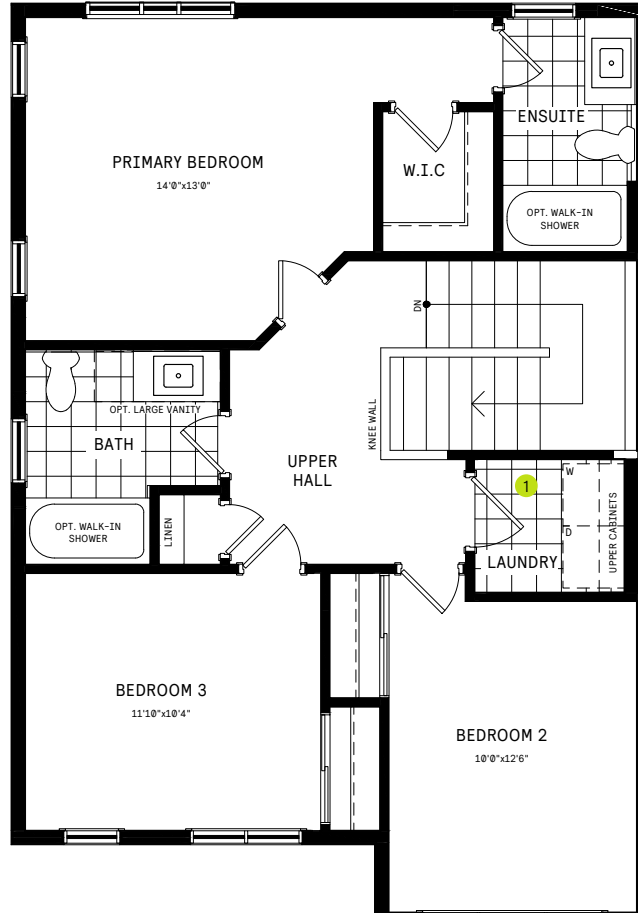 ENSUITE
PRIMARY BEDROOM
14'0"x13'0"
W.I.C
OPT. WALK-IN
SHOWER
DN
KNEE WALL
OPT. LARGE VANITY
BATH
UPPER
HALL
OPT. WALK-IN
SHOWER
LINEN
1
W
D
UPPER CABINETS
LAUNDRY
BEDROOM 3
11'10"x10'4"
BEDROOM 2
10'0"x12'6"